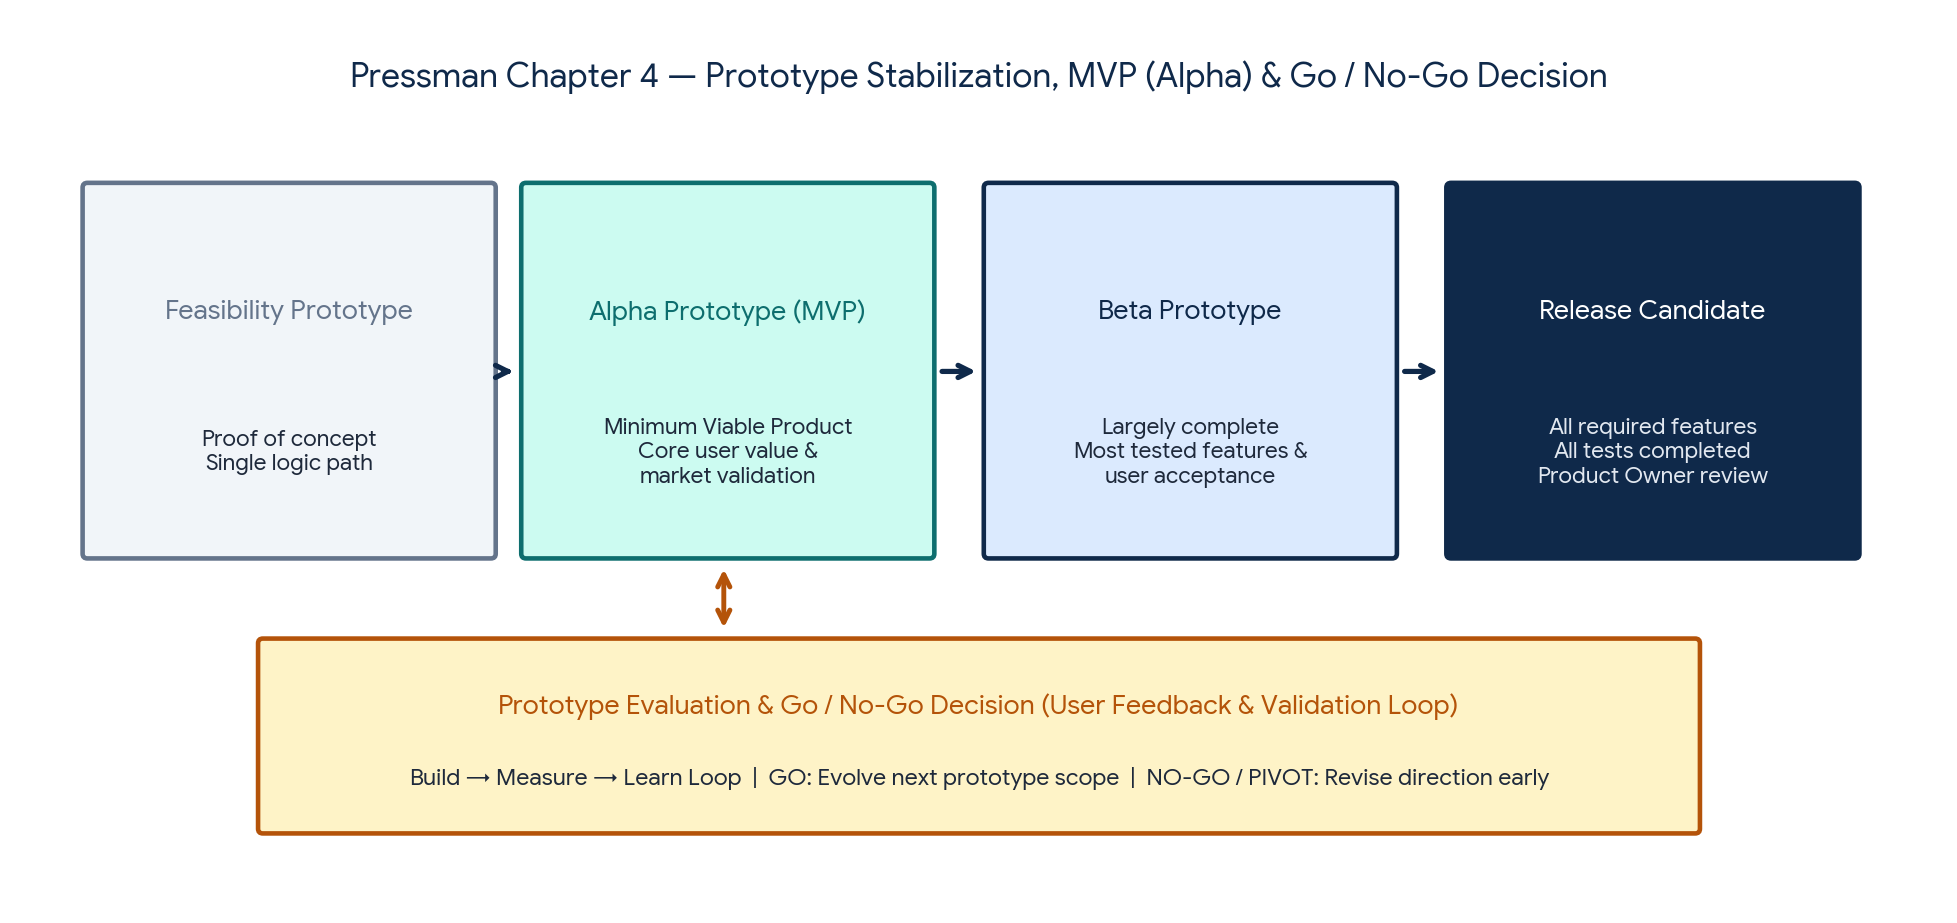 Pressman Chapter 4 — Prototype Stabilization, MVP (Alpha) & Go / No-Go Decision
Feasibility Prototype
Proof of concept
Single logic path
Alpha Prototype (MVP)
Minimum Viable Product
Core user value &
market validation
Beta Prototype
Largely complete
Most tested features &
user acceptance
Release Candidate
All required features
All tests completed
Product Owner review
Prototype Evaluation & Go / No-Go Decision (User Feedback & Validation Loop)
Build → Measure → Learn Loop | GO: Evolve next prototype scope | NO-GO / PIVOT: Revise direction early